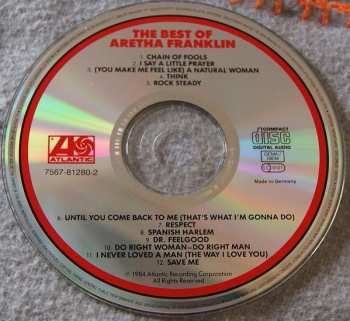 THE BEST OF
ARETHA FRANKLIN
1. CHAIN OF FOOLS
2. I SAY A LITTLE PRAYER
3. (YOU MAKE ME FEEL LIKE) A NATURAL WOMAN
4. THINK
5. ROCK STEADY
ATLANTIC
7567-81280-2
COMPACT
disc
DIGITAL AUDIO
GEMA
BIEM
Made in Germany
6. UNTIL YOU COME BACK TO ME (THAT'S WHAT I'M GONNA DO)
7. RESPECT
8. SPANISH HARLEM
9. DR. FEELGOOD
10. DO RIGHT WOMAN–DO RIGHT MAN
11. I NEVER LOVED A MAN (THE WAY I LOVE YOU)
12. SAVE ME
℗ 1984 Atlantic Recording Corporation
All Rights Reserved